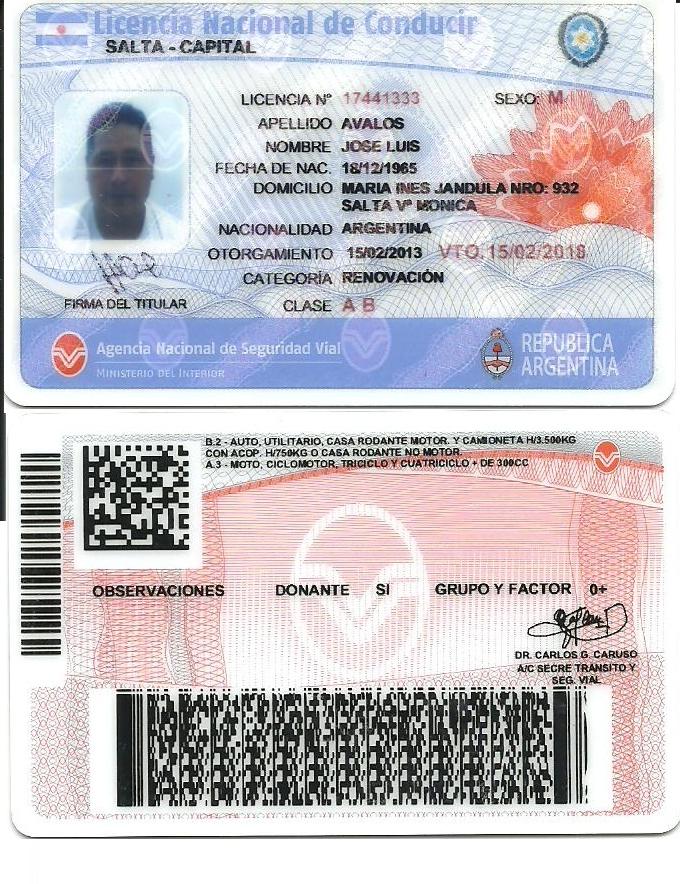 Licencia Nacional de Conducir
SALTA - CAPITAL
LICENCIA Nº 17441333 SEXO: M
APELLIDO AVALOS
NOMBRE JOSE LUIS
FECHA DE NAC. 18/12/1965
DOMICILIO MARIA INES JANDULA NRO: 932
SALTA Vª MONICA
NACIONALIDAD ARGENTINA
OTORGAMIENTO 15/02/2013 VTO. 15/02/2018
CATEGORÍA RENOVACIÓN
FIRMA DEL TITULAR CLASE A B
Agencia Nacional de Seguridad Vial
MINISTERIO DEL INTERIOR
REPUBLICA
ARGENTINA
B.2 - AUTO, UTILITARIO, CASA RODANTE MOTOR. Y CAMIONETA H/3.500KG
CON ACOP. H/750KG O CASA RODANTE NO MOTOR.
A.3 - MOTO, CICLOMOTOR, TRICICLO Y CUATRICICLO + DE 300CC
OBSERVACIONES DONANTE SI GRUPO Y FACTOR 0+
DR. CARLOS G. CARUSO
A/C SECRE TRANSITO Y
SEG. VIAL